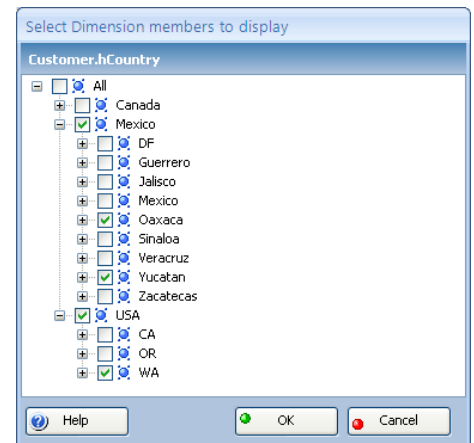 Select Dimension members to display
Customer.hCountry
All
Canada
Mexico
DF
Guerrero
Jalisco
Mexico
Oaxaca
Sinaloa
Veracruz
Yucatan
Zacatecas
USA
CA
OR
WA
Help OK Cancel